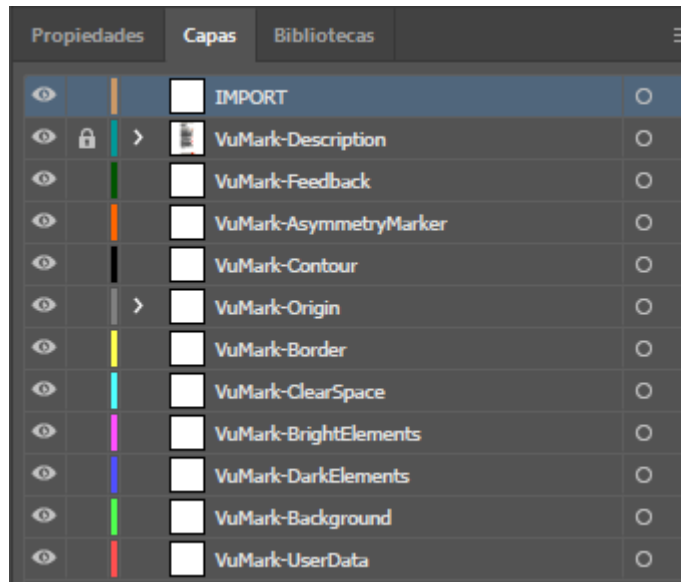 Propiedades Capas Bibliotecas
IMPORT
VuMark-Description
VuMark-Feedback
VuMark-AsymmetryMarker
VuMark-Contour
VuMark-Origin
VuMark-Border
VuMark-ClearSpace
VuMark-BrightElements
VuMark-DarkElements
VuMark-Background
VuMark-UserData